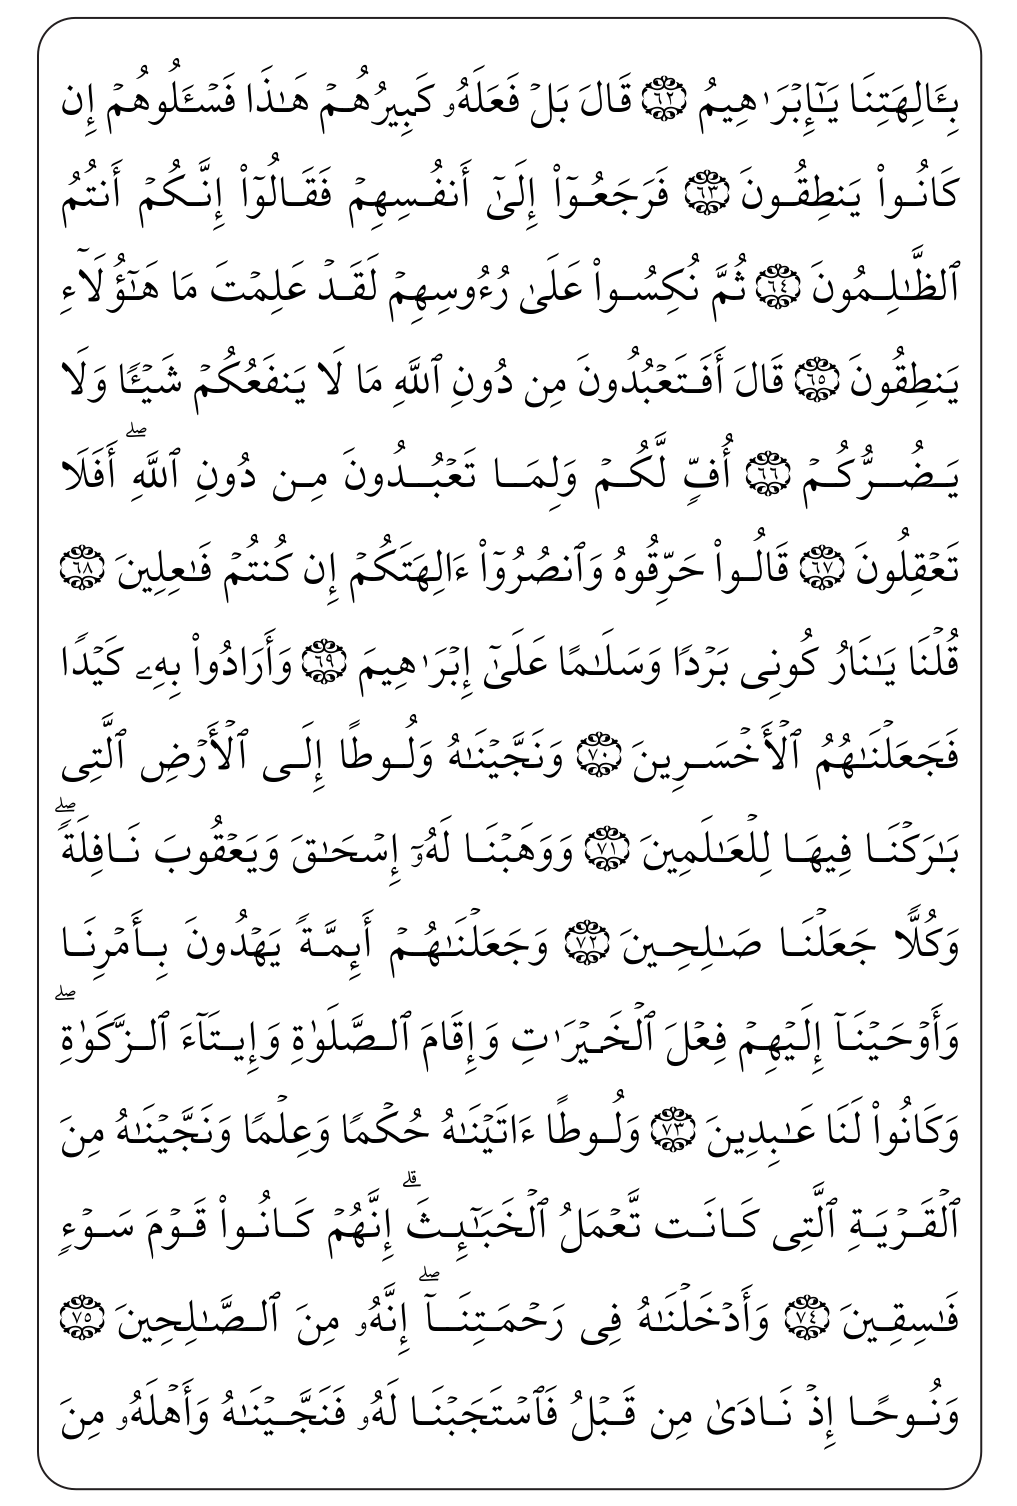 بِـَٔالِهَتِنَا يَـٰٓإِبۡرَٰهِيمُ ٦٢ قَالَ بَلۡ فَعَلَهُۥ كَبِيرُهُمۡ هَـٰذَا فَسۡـَٔلُوهُمۡ إِن
كَانُواْ يَنطِقُونَ ٦٣ فَرَجَعُوٓاْ إِلَىٰٓ أَنفُسِهِمۡ فَقَالُوٓاْ إِنَّكُمۡ أَنتُمُ
ٱلظَّـٰلِمُونَ ٦٤ ثُمَّ نُكِسُواْ عَلَىٰ رُءُوسِهِمۡ لَقَدۡ عَلِمۡتَ مَا هَـٰٓؤُلَآءِ
يَنطِقُونَ ٦٥ قَالَ أَفَتَعۡبُدُونَ مِن دُونِ ٱللَّهِ مَا لَا يَنفَعُكُمۡ شَيۡـًٔا وَلَا
يَضُرُّكُمۡ ٦٦ أُفࣲّ لَّكُمۡ وَلِمَا تَعۡبُدُونَ مِن دُونِ ٱللَّهِۖ أَفَلَا
تَعۡقِلُونَ ٦٧ قَالُواْ حَرِّقُوهُ وَٱنصُرُوٓاْ ءَالِهَتَكُمۡ إِن كُنتُمۡ فَـٰعِلِينَ ٦٨
قُلۡنَا يَـٰنَارُ كُونِي بَرۡدࣰا وَسَلَـٰمًا عَلَىٰٓ إِبۡرَٰهِيمَ ٦٩ وَأَرَادُواْ بِهِۦ كَيۡدࣰا
فَجَعَلۡنَـٰهُمُ ٱلۡأَخۡسَرِينَ ٧٠ وَنَجَّيۡنَـٰهُ وَلُوطًا إِلَى ٱلۡأَرۡضِ ٱلَّتِي
بَـٰرَكۡنَا فِيهَا لِلۡعَـٰلَمِينَ ٧١ وَوَهَبۡنَا لَهُۥٓ إِسۡحَـٰقَ وَيَعۡقُوبَ نَافِلَةࣰۖ
وَكُلࣰّا جَعَلۡنَا صَـٰلِحِينَ ٧٢ وَجَعَلۡنَـٰهُمۡ أَئِمَّةࣰ يَهۡدُونَ بِأَمۡرِنَا
وَأَوۡحَيۡنَآ إِلَيۡهِمۡ فِعۡلَ ٱلۡخَيۡرَٰتِ وَإِقَامَ ٱلصَّلَوٰةِ وَإِيتَآءَ ٱلزَّكَوٰةِۖ
وَكَانُواْ لَنَا عَـٰبِدِينَ ٧٣ وَلُوطًا ءَاتَيۡنَـٰهُ حُكۡمࣰا وَعِلۡمࣰا وَنَجَّيۡنَـٰهُ مِنَ
ٱلۡقَرۡيَةِ ٱلَّتِي كَانَت تَّعۡمَلُ ٱلۡخَبَـٰٓئِثَۚ إِنَّهُمۡ كَانُواْ قَوۡمَ سَوۡءࣲ
فَـٰسِقِينَ ٧٤ وَأَدۡخَلۡنَـٰهُ فِي رَحۡمَتِنَآۖ إِنَّهُۥ مِنَ ٱلصَّـٰلِحِينَ ٧٥
وَنُوحًا إِذۡ نَادَىٰ مِن قَبۡلُ فَٱسۡتَجَبۡنَا لَهُۥ فَنَجَّيۡنَـٰهُ وَأَهۡلَهُۥ مِنَ